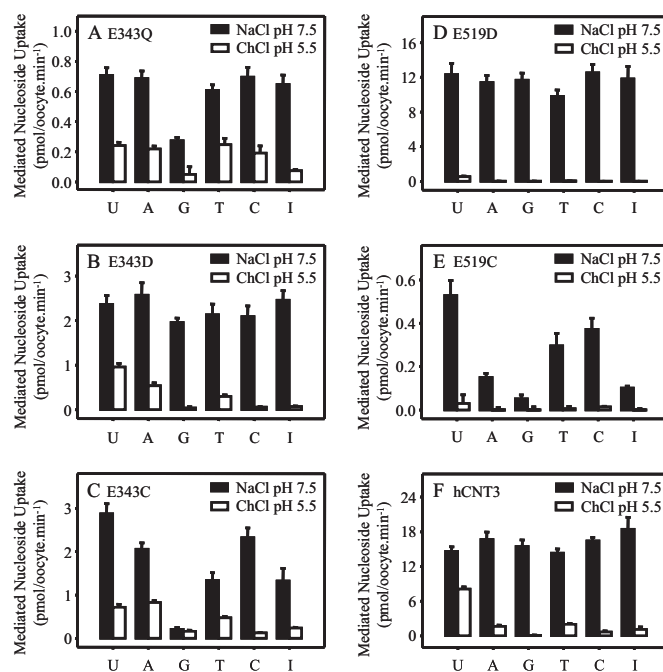 A E343Q
NaCl pH 7.5
ChCl pH 5.5
Mediated Nucleoside Uptake
(pmol/oocyte.min-1)
0.0
0.2
0.4
0.6
0.8
1.0
U A G T C I
D E519D
NaCl pH 7.5
ChCl pH 5.5
Mediated Nucleoside Uptake
(pmol/oocyte.min-1)
0
4
8
12
16
U A G T C I
B E343D
NaCl pH 7.5
ChCl pH 5.5
Mediated Nucleoside Uptake
(pmol/oocyte.min-1)
0
1
2
3
U A G T C I
E E519C
NaCl pH 7.5
ChCl pH 5.5
Mediated Nucleoside Uptake
(pmol/oocyte.min-1)
0.0
0.2
0.4
0.6
U A G T C I
C E343C
NaCl pH 7.5
ChCl pH 5.5
Mediated Nucleoside Uptake
(pmol/oocyte.min-1)
0
1
2
3
U A G T C I
F hCNT3
NaCl pH 7.5
ChCl pH 5.5
Mediated Nucleoside Uptake
(pmol/oocyte.min-1)
0
6
12
18
24
U A G T C I